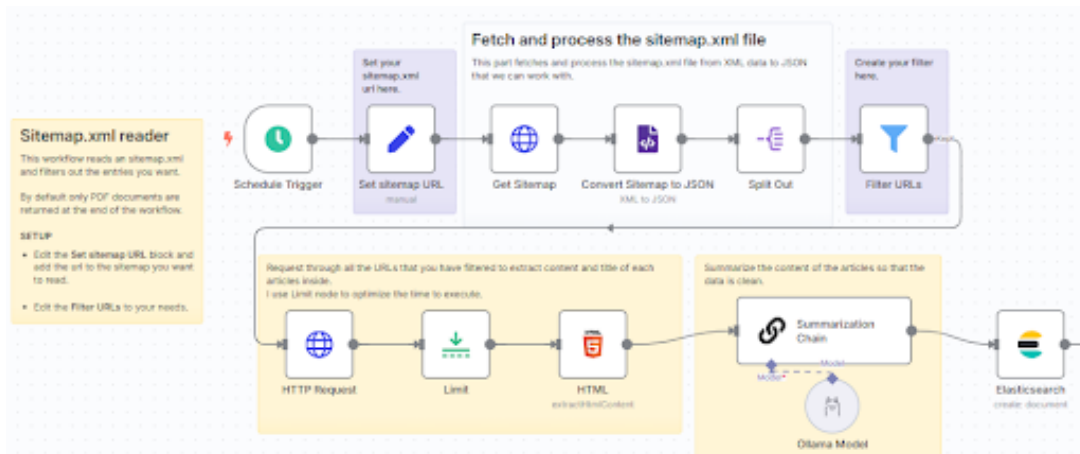 Fetch and process the sitemap.xml file
This part fetches and process the sitemap.xml file from XML data to JSON
that we can work with.
Set your
sitemap.xml
url here.
Create your filter
here.
Sitemap.xml reader
This workflow reads an sitemap.xml
and filters out the entries you want.
By default only PDF documents are
returned at the end of the workflow.
SETUP
• Edit the Set sitemap URL block and
add the url to the sitemap you want
to read.
• Edit the Filter URLs to your needs.
Schedule Trigger
Set sitemap URL
manual
Get Sitemap
Convert Sitemap to JSON
XML to JSON
Split Out
Filter URLs
Request through all the URLs that you have filtered to extract content and title of each
articles inside.
I use Limit node to optimize the time to execute.
Summarize the content of the articles so that the
data is clean.
HTTP Request
Limit
HTML
extractHtmlContent
Summarization
Chain
Model
Model*
Ollama Model
Elasticsearch
create: document